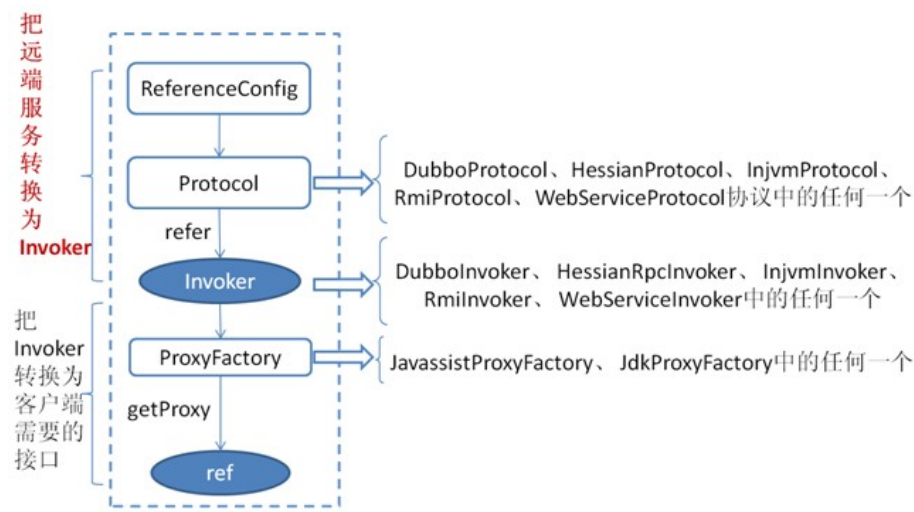 把
远
端
服
务
转
换
为
Invoker
ReferenceConfig
Protocol
DubboProtocol、HessianProtocol、InjvmProtocol、
RmiProtocol、WebServiceProtocol协议中的任何一个
refer
Invoker
DubboInvoker、HessianRpcInvoker、InjvmInvoker、
RmiInvoker、WebServiceInvoker中的任何一个
把
Invoker
转换为
客户端
需要的
接口
ProxyFactory
JavassistProxyFactory、JdkProxyFactory中的任何一个
getProxy
ref